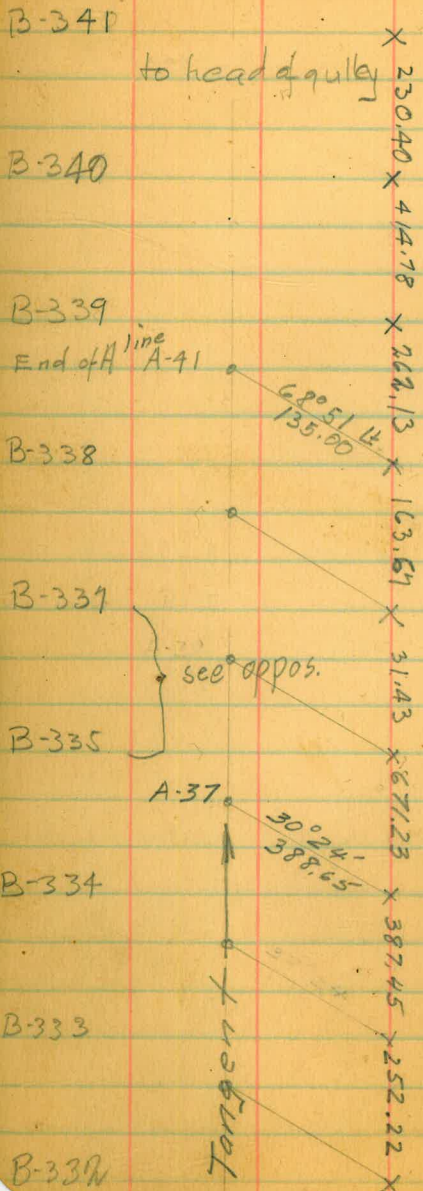 B-341
to head of gulley
230.40
B-340
414.78
B-339
262.13
End of A line A-41
68°51 Lt
135.00
B-338
163.67
B-337
31.43
see oppos.
B-335
671.23
A-37
30°24'
388.65
B-334
387.45
B-333
252.22
Tangent
B-332